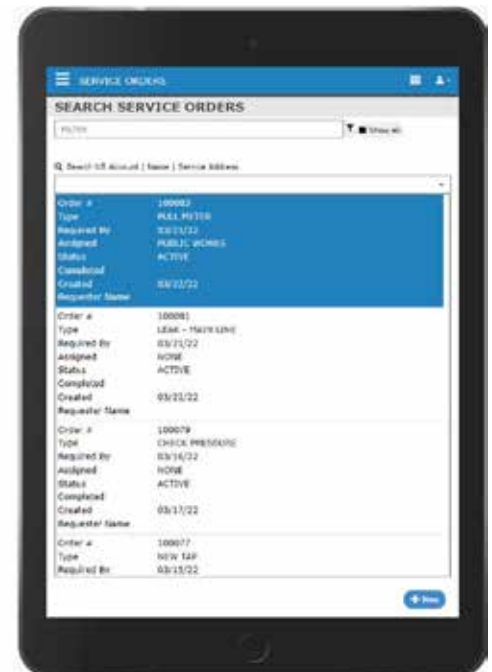 SERVICE ORDERS
SEARCH SERVICE ORDERS
FILTER Show All
Search UB Account | Name | Service Address
Order # 100082
Type PULL METER
Required By
Assigned PUBLIC WORKS
Status ACTIVE
Completed
Created 03/22/22
Requester Name
Order # 100081
Type LEAK - MAIN LINE
Required By 03/21/22
Assigned NONE
Status ACTIVE
Completed
Created 03/21/22
Requester Name
Order # 100079
Type CHECK PRESSURE
Required By 03/16/22
Assigned NONE
Status ACTIVE
Completed
Created 03/17/22
Requester Name
Order # 100077
Type NEW TAP
Required By 03/15/22
New